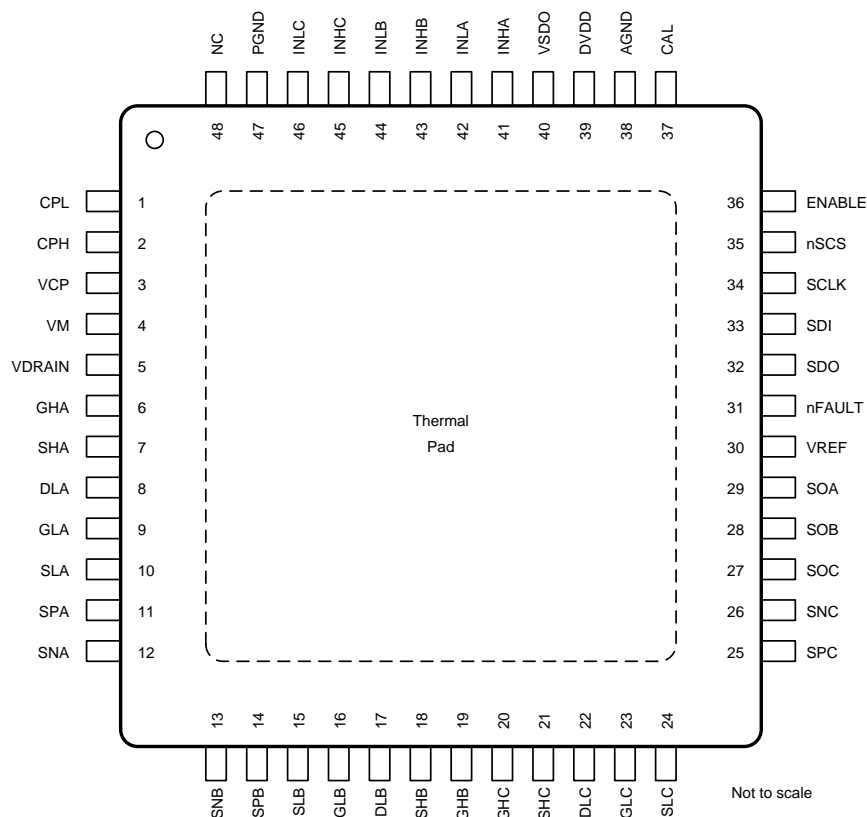 NC PGND INLC INHC INLB INHB INLA INHA VSDO DVDD AGND CAL
48 47 46 45 44 43 42 41 40 39 38 37
CPL 1 36 ENABLE
CPH 2 35 nSCS
VCP 3 34 SCLK
VM 4 33 SDI
VDRAIN 5 32 SDO
GHA 6 31 nFAULT
SHA 7 30 VREF
DLA 8 29 SOA
GLA 9 28 SOB
SLA 10 27 SOC
SPA 11 26 SNC
SNA 12 25 SPC
Thermal
Pad
13 14 15 16 17 18 19 20 21 22 23 24
SNB SPB SLB GLB DLB SHB GHB GHC SHC DLC GLC SLC
Not to scale